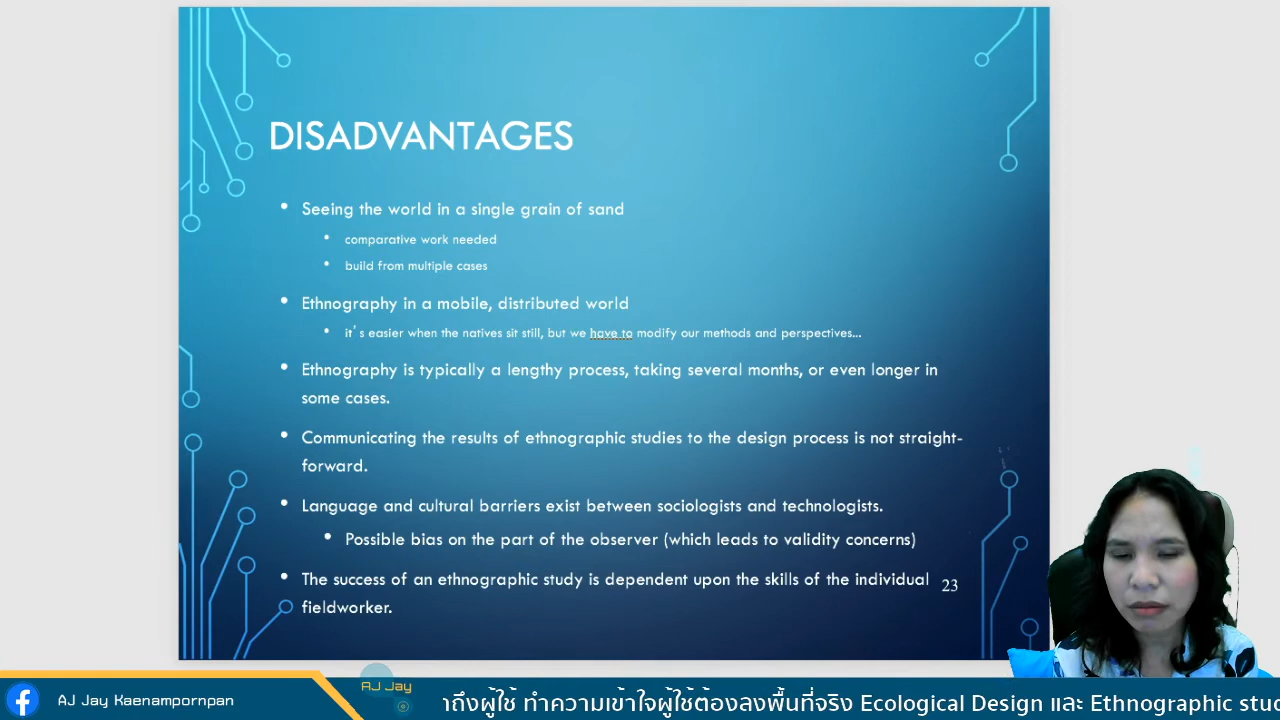 DISADVANTAGES
• Seeing the world in a single grain of sand
• comparative work needed
• build from multiple cases
• Ethnography in a mobile, distributed world
• it's easier when the natives sit still, but we have to modify our methods and perspectives...
• Ethnography is typically a lengthy process, taking several months, or even longer in
some cases.
• Communicating the results of ethnographic studies to the design process is not straight-
forward.
• Language and cultural barriers exist between sociologists and technologists.
• Possible bias on the part of the observer (which leads to validity concerns)
• The success of an ethnographic study is dependent upon the skills of the individual
fieldworker.
23
AJ Jay Kaenampornpan
AJ Jay
าถึงผู้ใช้ ทำความเข้าใจผู้ใช้ต้องลงพื้นที่จริง Ecological Design และ Ethnographic stud